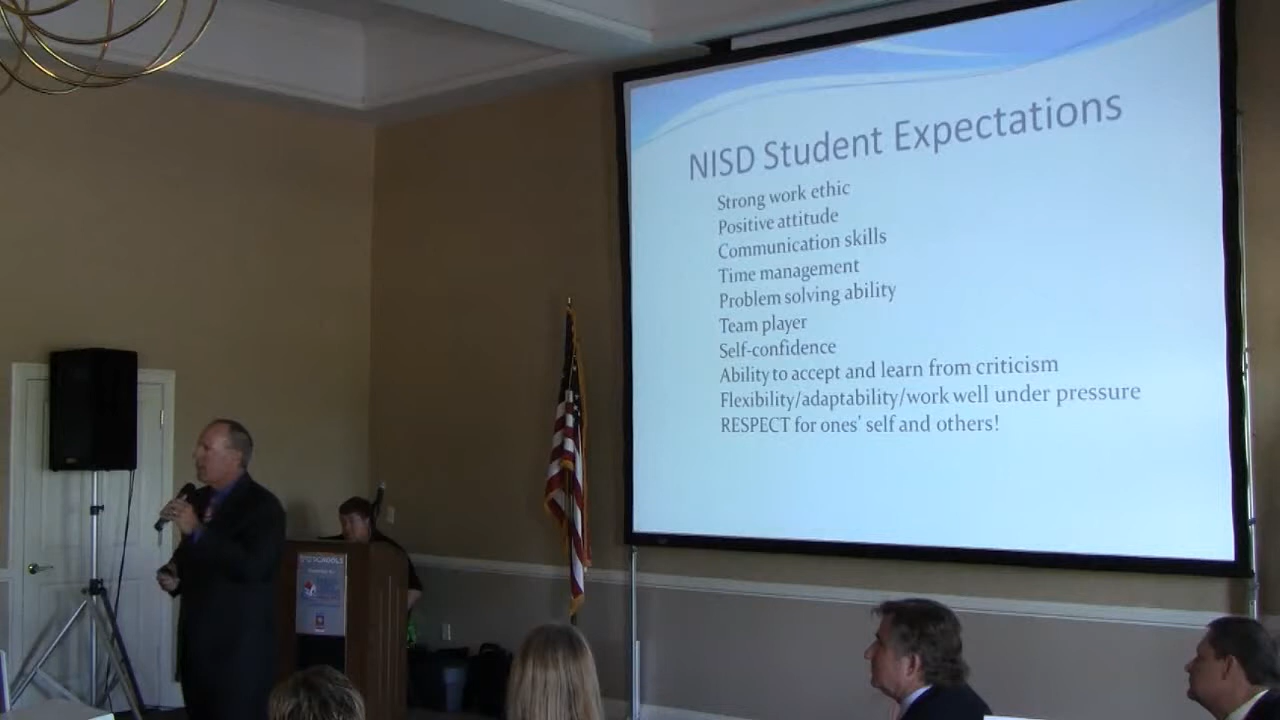 NISD Student Expectations
Strong work ethic
Positive attitude
Communication skills
Time management
Problem solving ability
Team player
Self-confidence
Ability to accept and learn from criticism
Flexibility/adaptability/work well under pressure
RESPECT for ones' self and others!